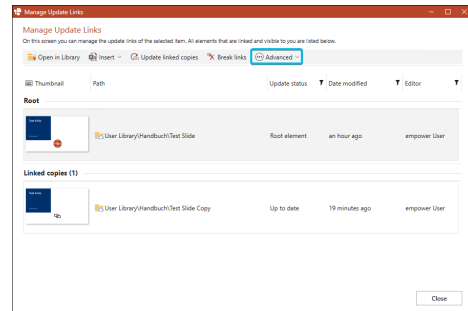 Manage Update Links
Manage Update Links
On this screen you can manage the update links of the selected item. All elements that are linked and visible to you are listed below.
Open in Library Insert Update linked copies Break links Advanced
Thumbnail Path Update status Date modified Editor
Root
Test Folie
User Library\Handbuch\Test Slide Root element an hour ago empower User
Linked copies (1)
Test Folie
User Library\Handbuch\Test Slide Copy Up to date 19 minutes ago empower User
Close